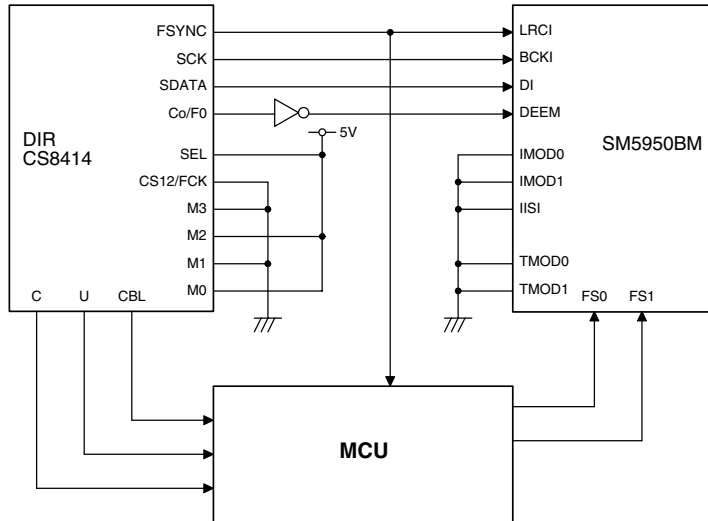 FSYNC
LRCI
SCK
BCKI
SDATA
DI
Co/F0
DEEM
5V
DIR
CS8414
SM5950BM
SEL
IMOD0
CS12/FCK
IMOD1
M3
IISI
M2
M1
TMOD0
M0
TMOD1
C
U
CBL
FS0
FS1
MCU